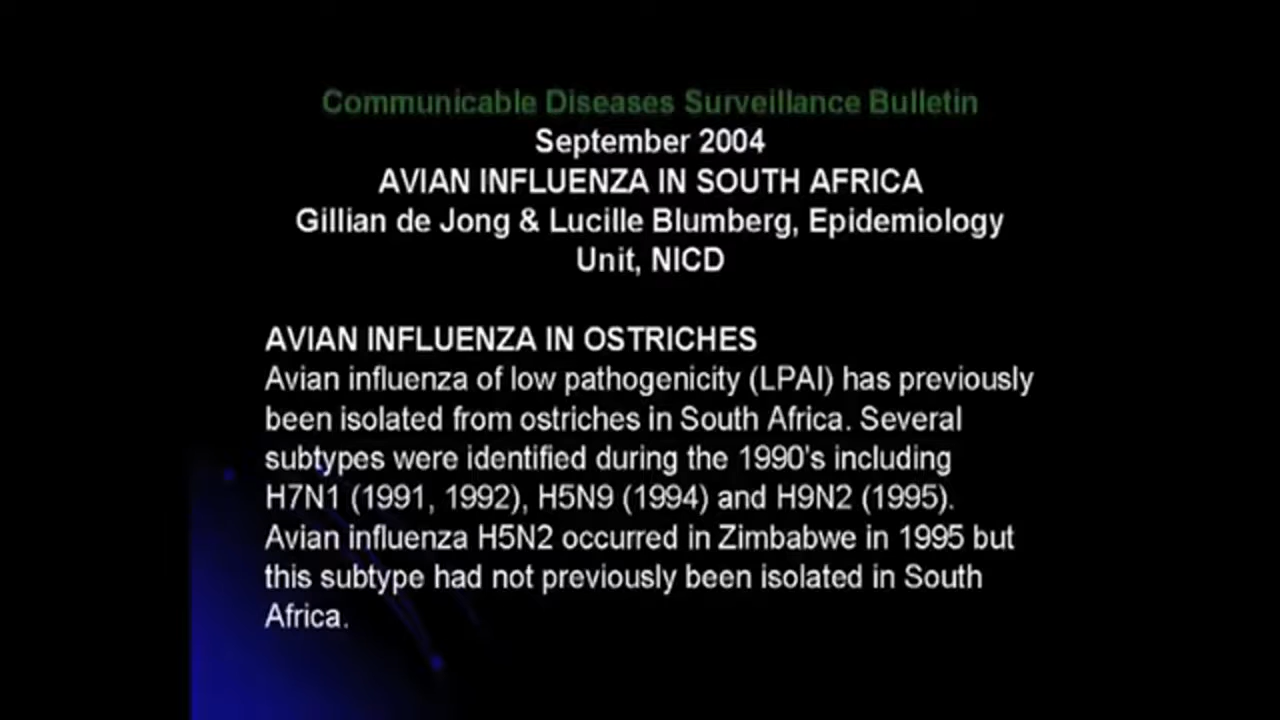 Communicable Diseases Surveillance Bulletin
September 2004
AVIAN INFLUENZA IN SOUTH AFRICA
Gillian de Jong & Lucille Blumberg, Epidemiology
Unit, NICD
AVIAN INFLUENZA IN OSTRICHES
Avian influenza of low pathogenicity (LPAI) has previously
been isolated from ostriches in South Africa. Several
subtypes were identified during the 1990's including
H7N1 (1991, 1992), H5N9 (1994) and H9N2 (1995).
Avian influenza H5N2 occurred in Zimbabwe in 1995 but
this subtype had not previously been isolated in South
Africa.